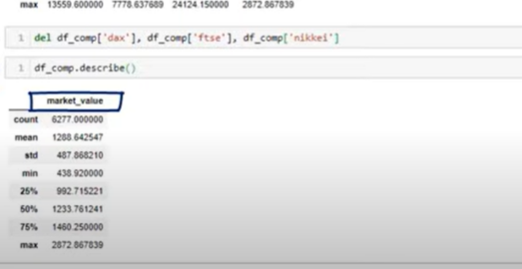 max 13559.600000 7778.637689 24124.150000 2872.867839
1 del df_comp['dax'], df_comp['ftse'], df_comp['nikkei']
1 df_comp.describe()
market_value
count 6277.000000
mean 1288.642547
std 487.868210
min 438.920000
25% 992.715221
50% 1233.761241
75% 1460.250000
max 2872.867839